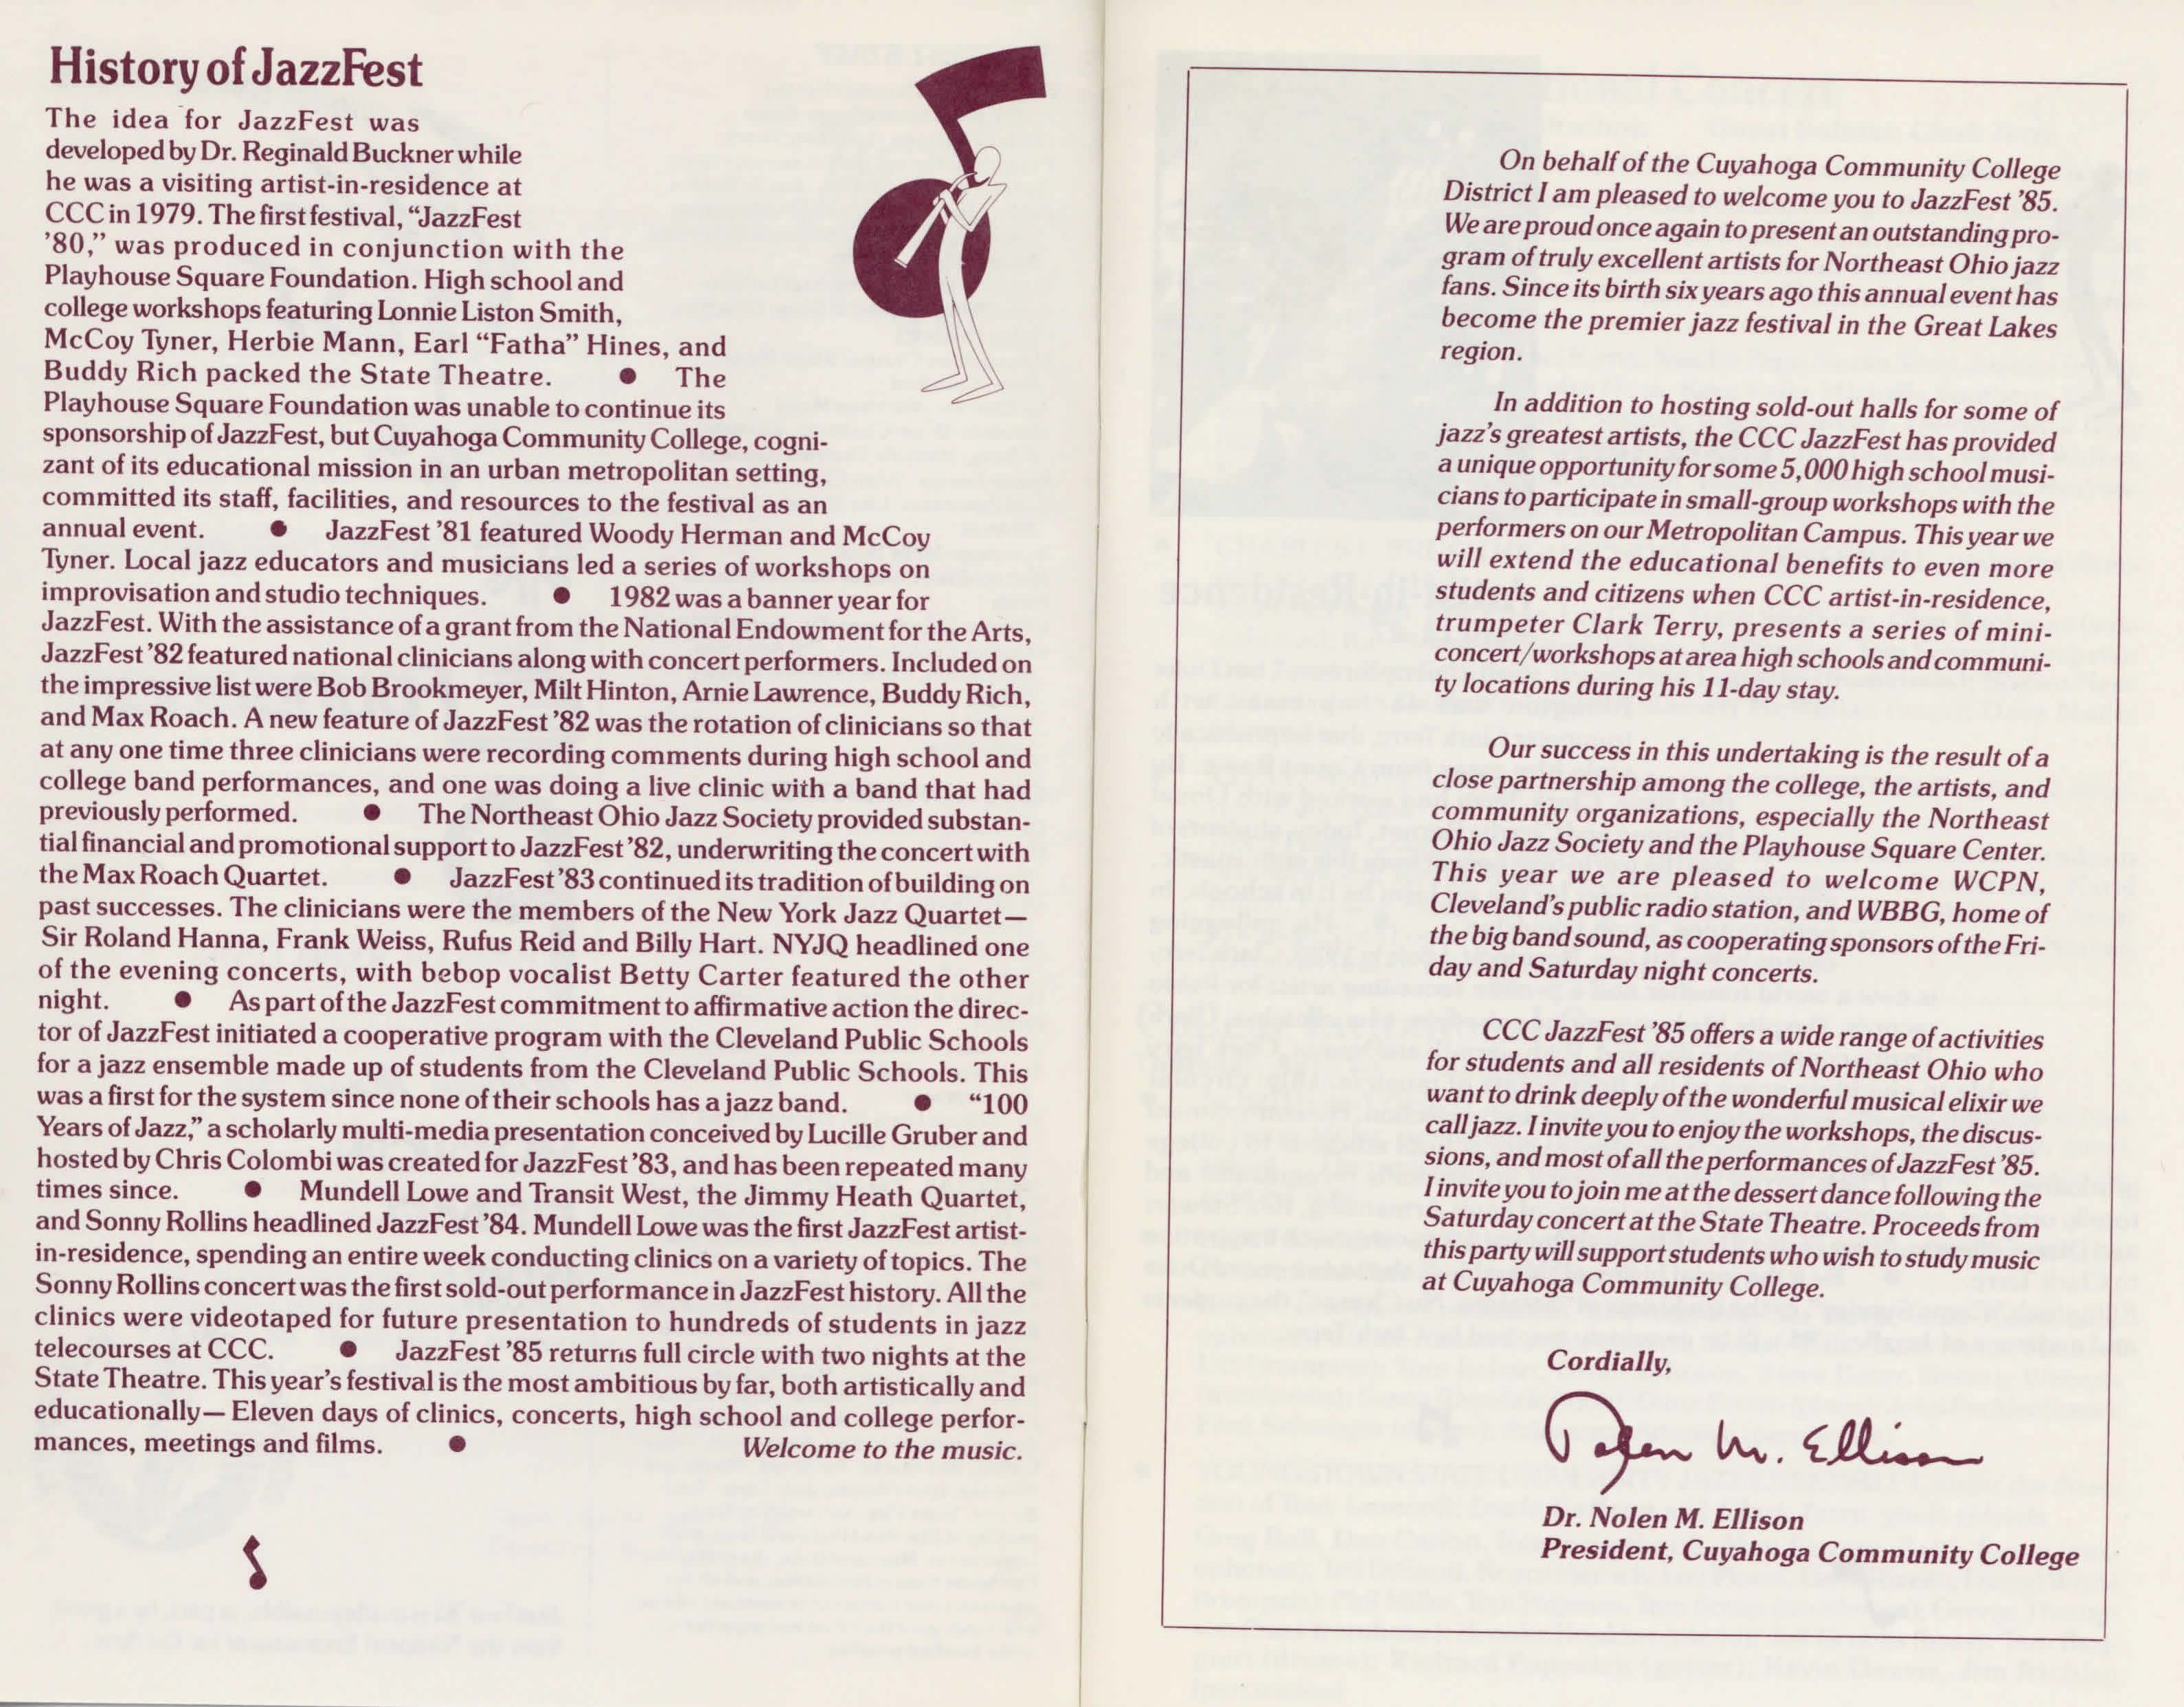 History of JazzFest
The idea for JazzFest was
developed by Dr. Reginald Buckner while
he was a visiting artist-in-residence at
CCC in 1979. The first festival, “JazzFest
’80,” was produced in conjunction with the
Playhouse Square Foundation. High school and
college workshops featuring Lonnie Liston Smith,
McCoy Tyner, Herbie Mann, Earl “Fatha” Hines, and
Buddy Rich packed the State Theatre. ● The
Playhouse Square Foundation was unable to continue its
sponsorship of JazzFest, but Cuyahoga Community College, cogni-
zant of its educational mission in an urban metropolitan setting,
committed its staff, facilities, and resources to the festival as an
annual event. ● JazzFest ’81 featured Woody Herman and McCoy
Tyner. Local jazz educators and musicians led a series of workshops on
improvisation and studio techniques. ● 1982 was a banner year for
JazzFest. With the assistance of a grant from the National Endowment for the Arts,
JazzFest ’82 featured national clinicians along with concert performers. Included on
the impressive list were Bob Brookmeyer, Milt Hinton, Arnie Lawrence, Buddy Rich,
and Max Roach. A new feature of JazzFest ’82 was the rotation of clinicians so that
at any one time three clinicians were recording comments during high school and
college band performances, and one was doing a live clinic with a band that had
previously performed. ● The Northeast Ohio Jazz Society provided substan-
tial financial and promotional support to JazzFest ’82, underwriting the concert with
the Max Roach Quartet. ● JazzFest ’83 continued its tradition of building on
past successes. The clinicians were the members of the New York Jazz Quartet—
Sir Roland Hanna, Frank Weiss, Rufus Reid and Billy Hart. NYJQ headlined one
of the evening concerts, with bebop vocalist Betty Carter featured the other
night. ● As part of the JazzFest commitment to affirmative action the direc-
tor of JazzFest initiated a cooperative program with the Cleveland Public Schools
for a jazz ensemble made up of students from the Cleveland Public Schools. This
was a first for the system since none of their schools has a jazz band. ● “100
Years of Jazz,” a scholarly multi-media presentation conceived by Lucille Gruber and
hosted by Chris Colombi was created for JazzFest ’83, and has been repeated many
times since. ● Mundell Lowe and Transit West, the Jimmy Heath Quartet,
and Sonny Rollins headlined JazzFest ’84. Mundell Lowe was the first JazzFest artist-
in-residence, spending an entire week conducting clinics on a variety of topics. The
Sonny Rollins concert was the first sold-out performance in JazzFest history. All the
clinics were videotaped for future presentation to hundreds of students in jazz
telecourses at CCC. ● JazzFest ’85 returns full circle with two nights at the
State Theatre. This year’s festival is the most ambitious by far, both artistically and
educationally— Eleven days of clinics, concerts, high school and college perfor-
mances, meetings and films. ● Welcome to the music.
On behalf of the Cuyahoga Community College
District I am pleased to welcome you to JazzFest ’85.
We are proud once again to present an outstanding pro-
gram of truly excellent artists for Northeast Ohio jazz
fans. Since its birth six years ago this annual event has
become the premier jazz festival in the Great Lakes
region.
In addition to hosting sold-out halls for some of
jazz’s greatest artists, the CCC JazzFest has provided
a unique opportunity for some 5,000 high school musi-
cians to participate in small-group workshops with the
performers on our Metropolitan Campus. This year we
will extend the educational benefits to even more
students and citizens when CCC artist-in-residence,
trumpeter Clark Terry, presents a series of mini-
concert/workshops at area high schools and communi-
ty locations during his 11-day stay.
Our success in this undertaking is the result of a
close partnership among the college, the artists, and
community organizations, especially the Northeast
Ohio Jazz Society and the Playhouse Square Center.
This year we are pleased to welcome WCPN,
Cleveland’s public radio station, and WBBG, home of
the big band sound, as cooperating sponsors of the Fri-
day and Saturday night concerts.
CCC JazzFest ’85 offers a wide range of activities
for students and all residents of Northeast Ohio who
want to drink deeply of the wonderful musical elixir we
call jazz. I invite you to enjoy the workshops, the discus-
sions, and most of all the performances of JazzFest ’85.
I invite you to join me at the dessert dance following the
Saturday concert at the State Theatre. Proceeds from
this party will support students who wish to study music
at Cuyahoga Community College.
Cordially,
Nolen M. Ellison
Dr. Nolen M. Ellison
President, Cuyahoga Community College